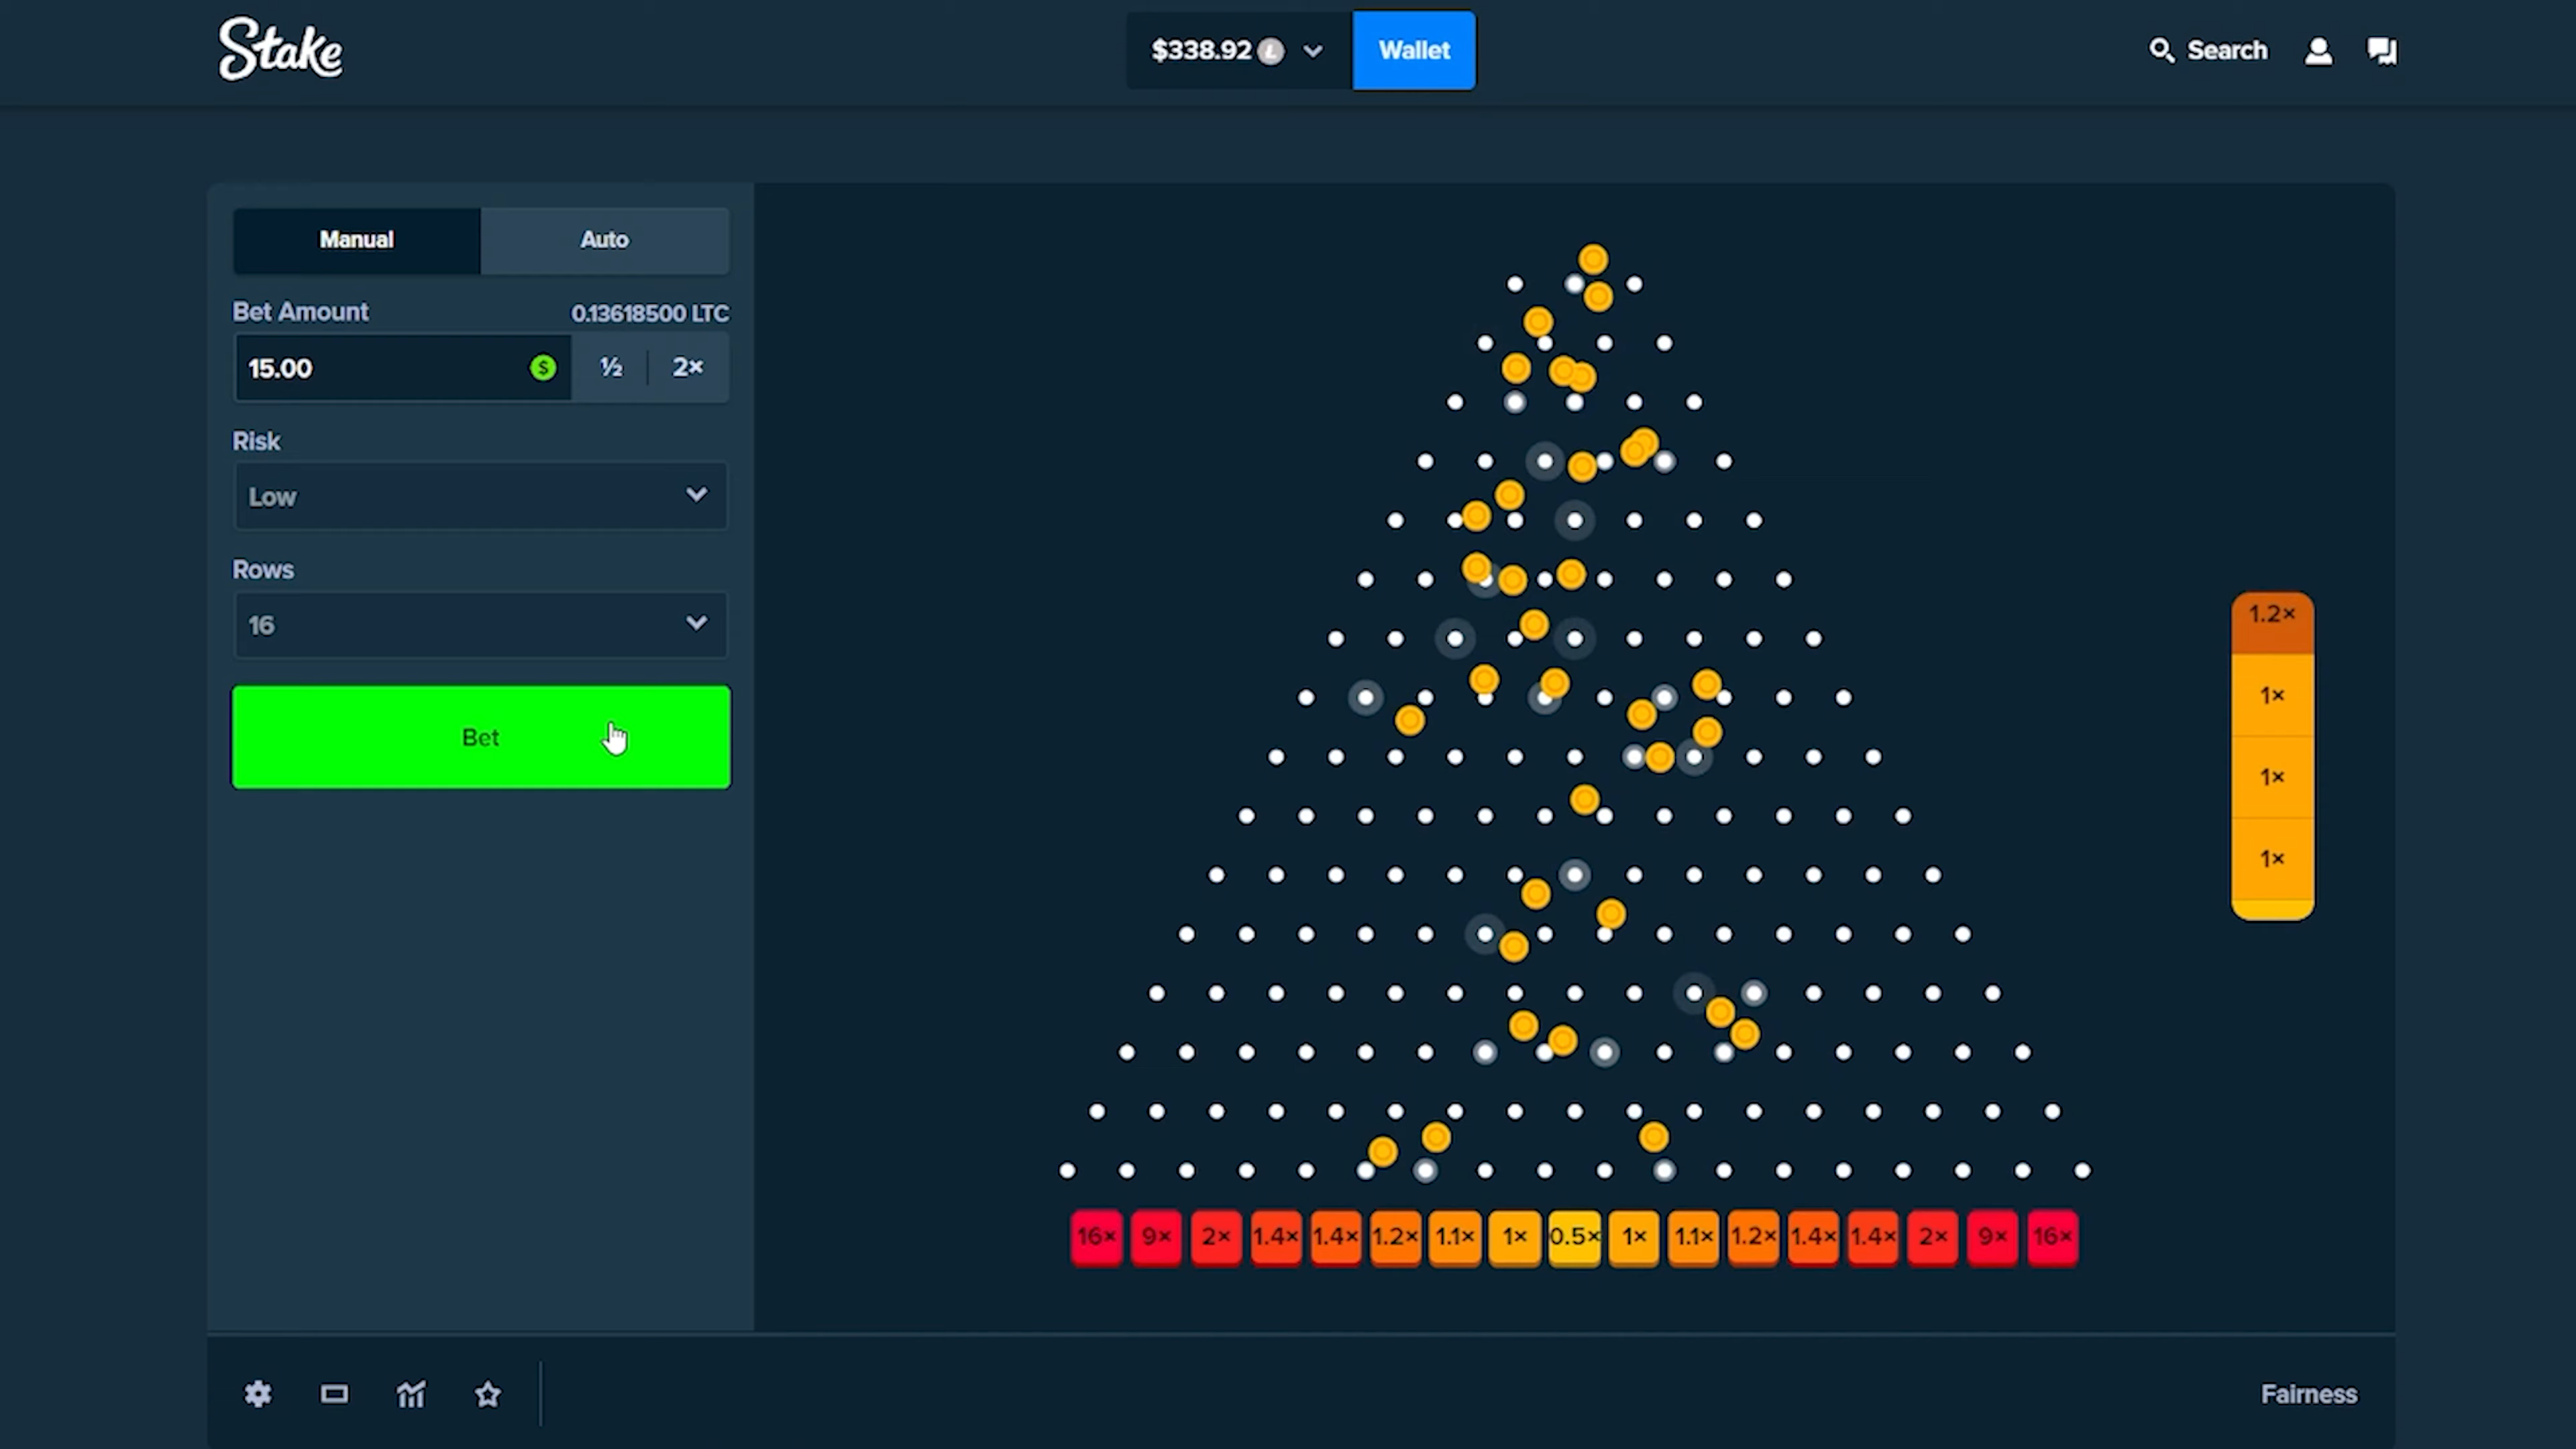 Stake
$338.92
Wallet
Search
Manual
Auto
Bet Amount
0.13618500 LTC
15.00
$
½
2×
Risk
Low
Rows
16
Bet
1.2×
1×
1×
1×
16× 9× 2× 1.4× 1.4× 1.2× 1.1× 1× 0.5× 1× 1.1× 1.2× 1.4× 1.4× 2× 9× 16×
Fairness